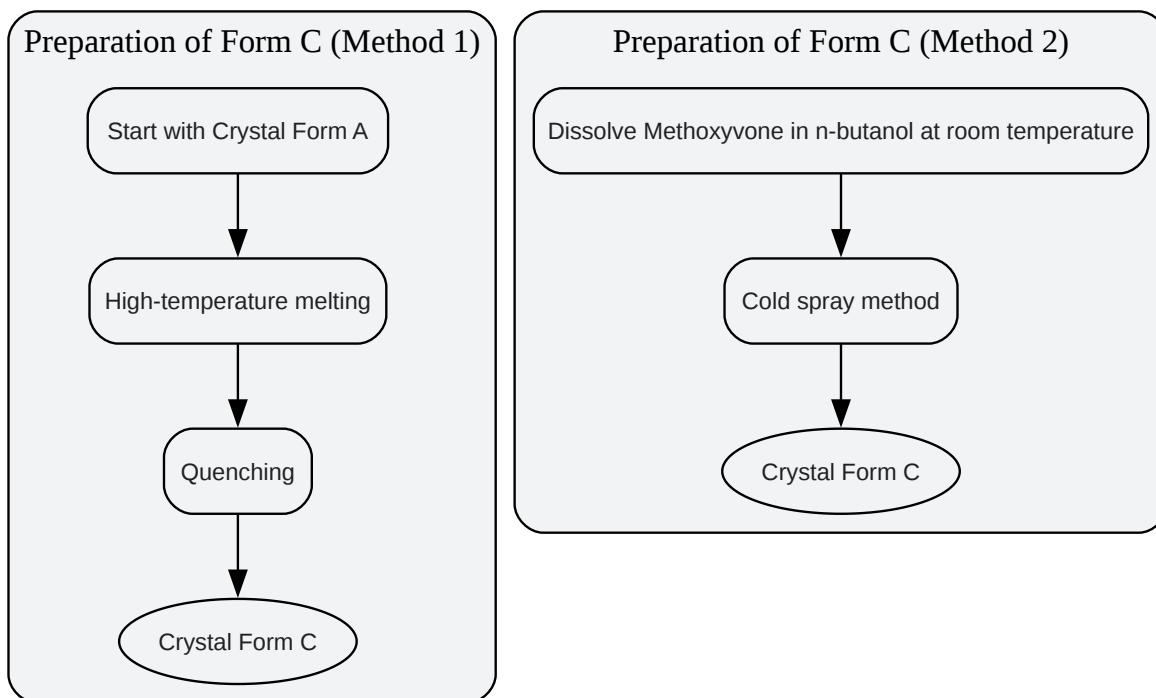 Preparation of Form C (Method 1)
Start with Crystal Form A
High-temperature melting
Quenching
Crystal Form C
Preparation of Form C (Method 2)
Dissolve Methoxyvone in n-butanol at room temperature
Cold spray method
Crystal Form C